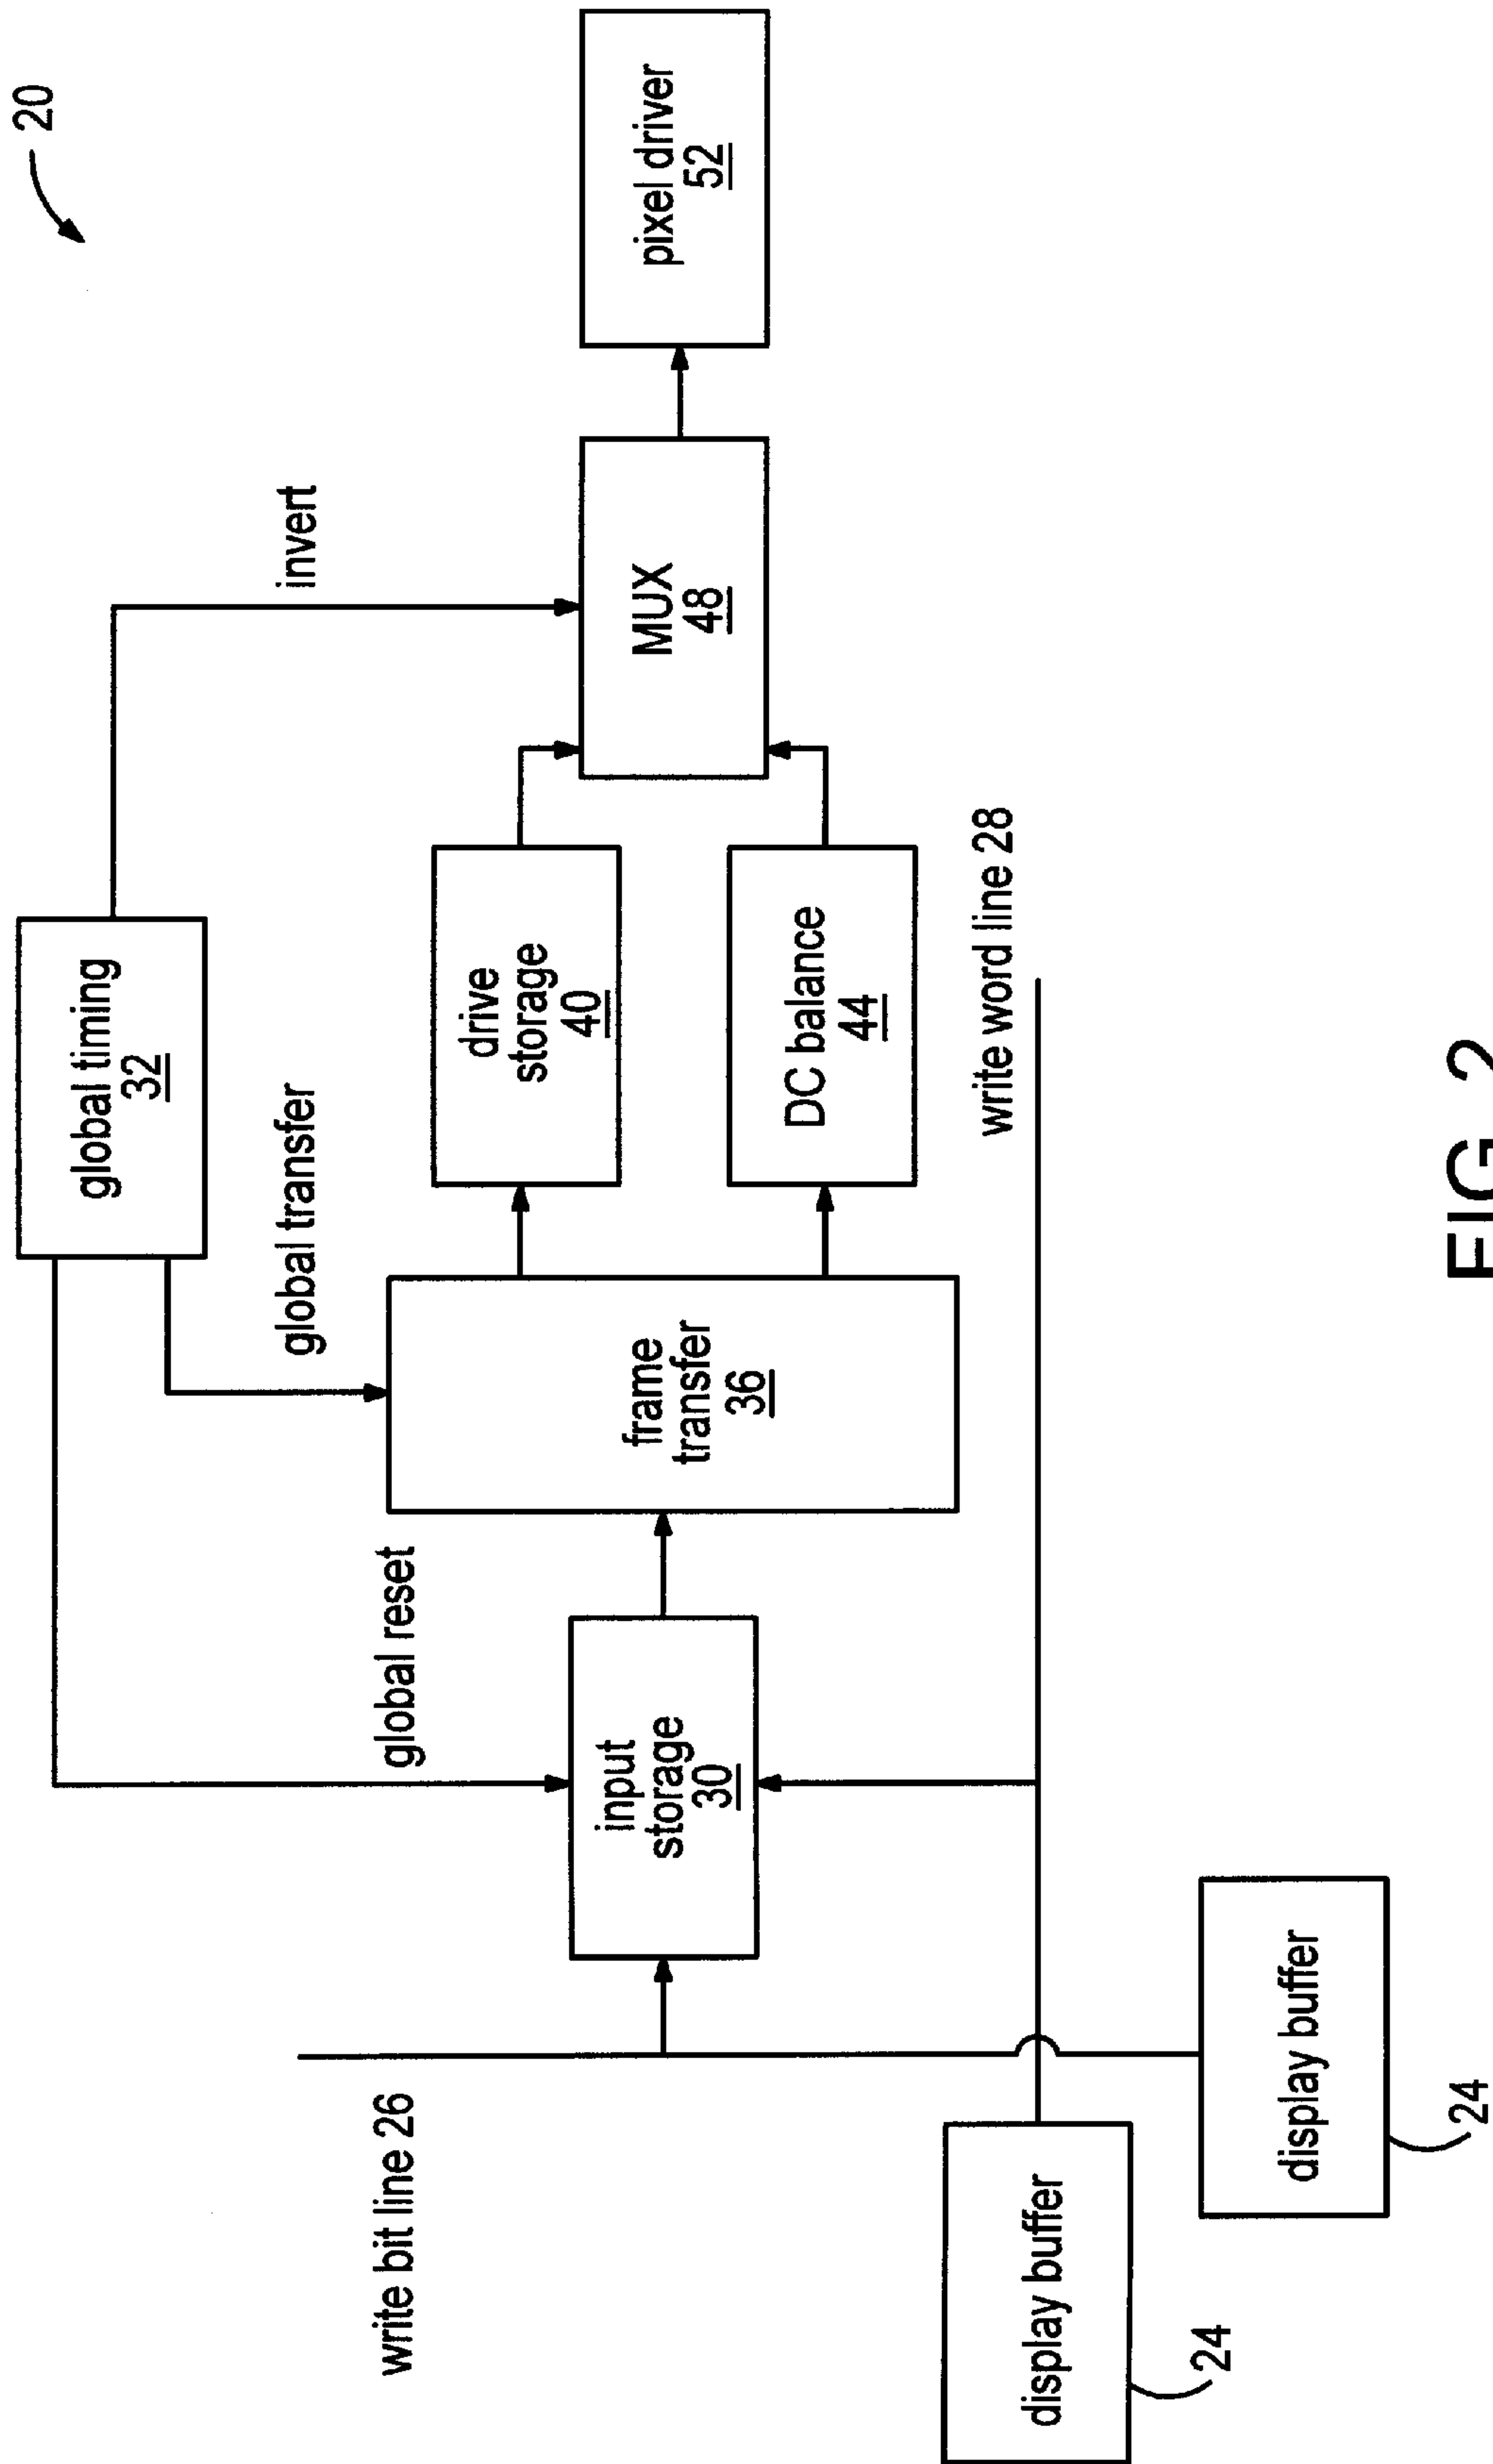 20
global timing
32
invert
global transfer
global reset
write bit line 26
input
storage
30
frame
transfer
36
drive
storage
40
DC balance
44
MUX
48
pixel driver
52
write word line 28
display buffer
24
display buffer
24
FIG. 2